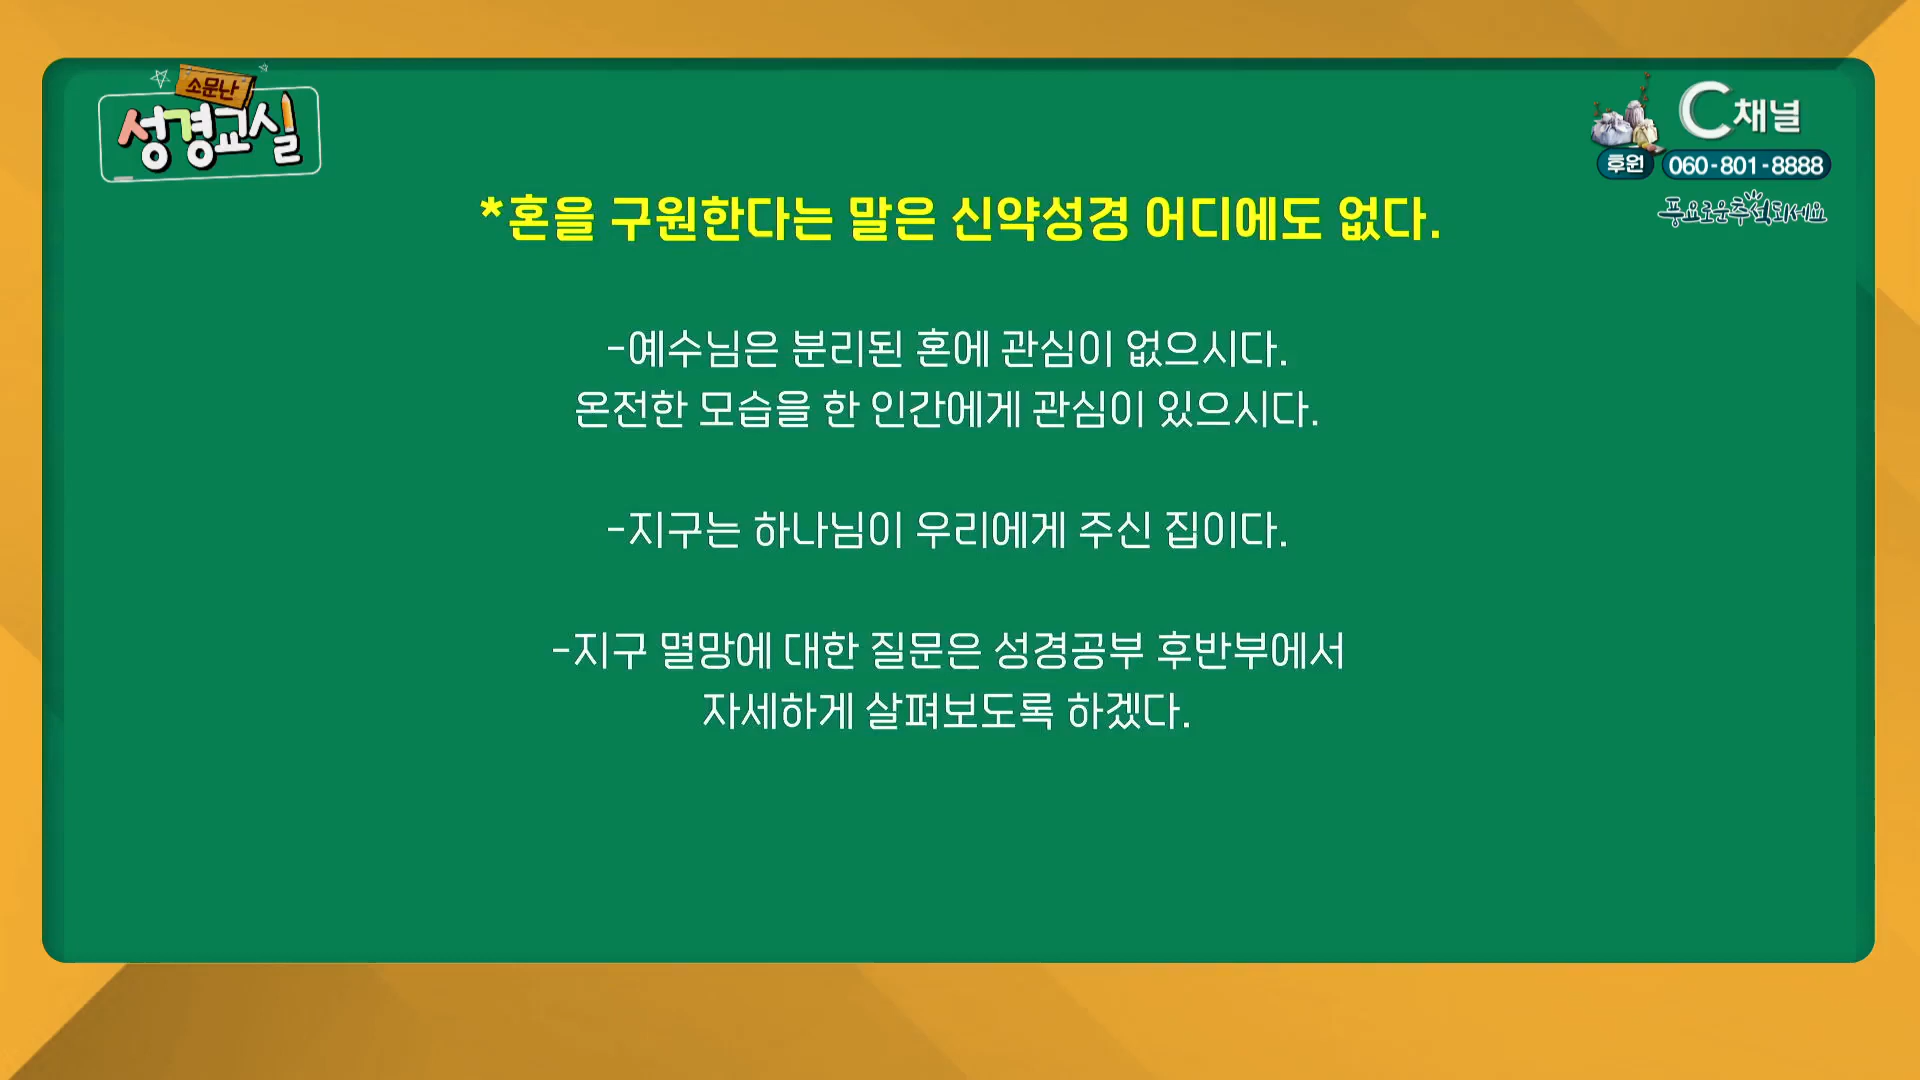 소문난
성경교실
C채널
후원 060-801-8888
풍요로운 추석 되세요
*혼을 구원한다는 말은 신약성경 어디에도 없다.
-예수님은 분리된 혼에 관심이 없으시다.
온전한 모습을 한 인간에게 관심이 있으시다.
-지구는 하나님이 우리에게 주신 집이다.
-지구 멸망에 대한 질문은 성경공부 후반부에서
자세하게 살펴보도록 하겠다.